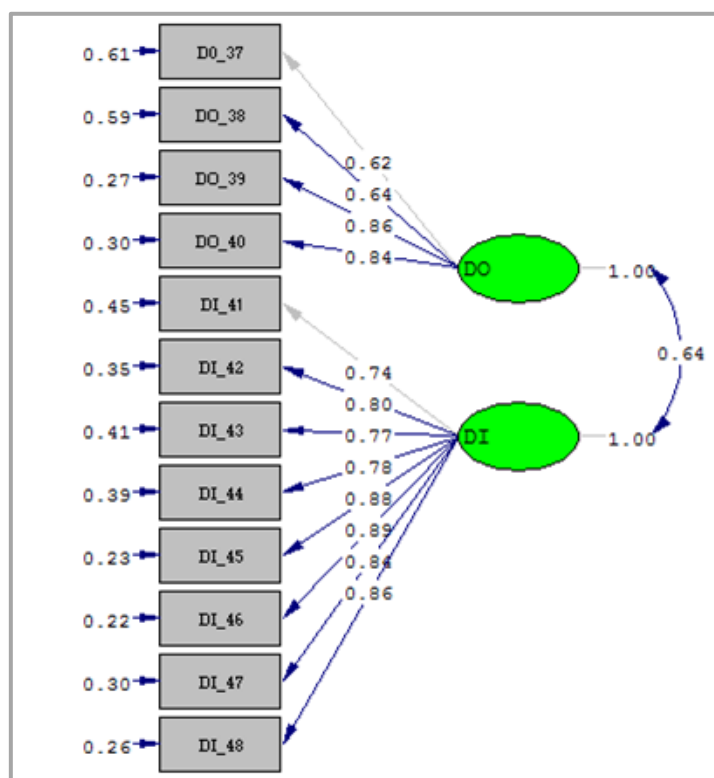 0.61 D0_37
0.59 DO_38
0.62
0.64
0.27 DO_39
0.86
0.30 DO_40
0.84
DO 1.00
0.45 DI_41
0.64
0.35 DI_42
0.74
0.80
0.41 DI_43
0.77
DI 1.00
0.78
0.39 DI_44
0.88
0.89
0.23 DI_45
0.84
0.86
0.22 DI_46
0.30 DI_47
0.26 DI_48